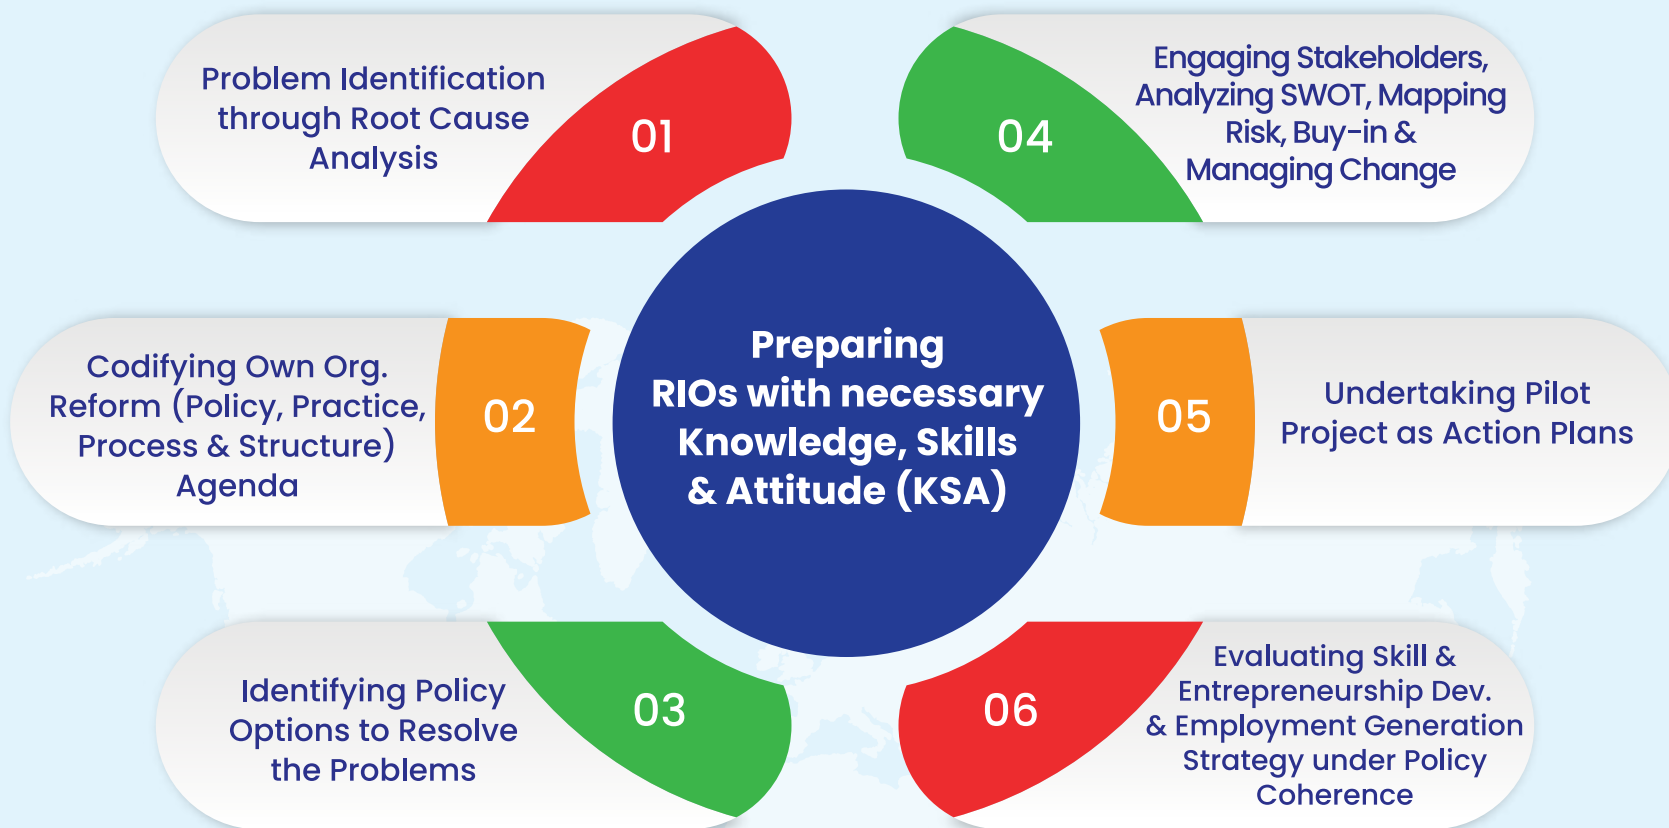 Problem Identification
through Root Cause
Analysis
01
Codifying Own Org.
Reform (Policy, Practice,
Process & Structure)
Agenda
02
Identifying Policy
Options to Resolve
the Problems
03
Preparing
RIOs with necessary
Knowledge, Skills
& Attitude (KSA)
04
Engaging Stakeholders,
Analyzing SWOT, Mapping
Risk, Buy-in &
Managing Change
05
Undertaking Pilot
Project as Action Plans
06
Evaluating Skill &
Entrepreneurship Dev.
& Employment Generation
Strategy under Policy
Coherence